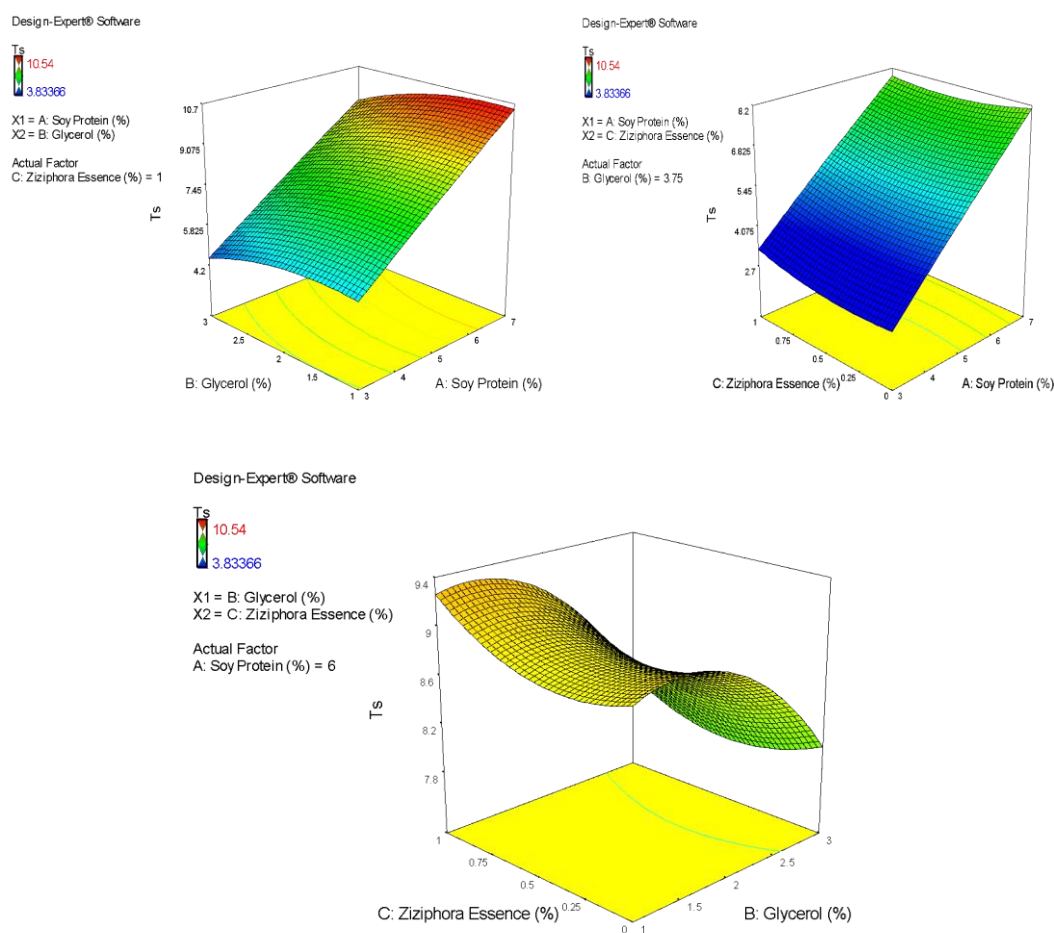 Design-Expert® Software
Ts
10.54
3.83366
X1 = A: Soy Protein (%)
X2 = B: Glycerol (%)
Actual Factor
C: Ziziphora Essence (%) = 1
10.7
9.075
7.45
5.825
4.2
Ts
3
2.5
2
1.5
1
3
4
5
6
7
B: Glycerol (%)
A: Soy Protein (%)
Design-Expert® Software
Ts
10.54
3.83366
X1 = A: Soy Protein (%)
X2 = C: Ziziphora Essence (%)
Actual Factor
B: Glycerol (%) = 3.75
8.2
6.825
5.45
4.075
2.7
Ts
1
0.75
0.5
0.25
0
3
4
5
6
7
C: Ziziphora Essence (%)
A: Soy Protein (%)
Design-Expert® Software
Ts
10.54
3.83366
X1 = B: Glycerol (%)
X2 = C: Ziziphora Essence (%)
Actual Factor
A: Soy Protein (%) = 6
9.4
9
8.6
8.2
7.8
Ts
1
0.75
0.5
0.25
0
1
1.5
2
2.5
3
C: Ziziphora Essence (%)
B: Glycerol (%)